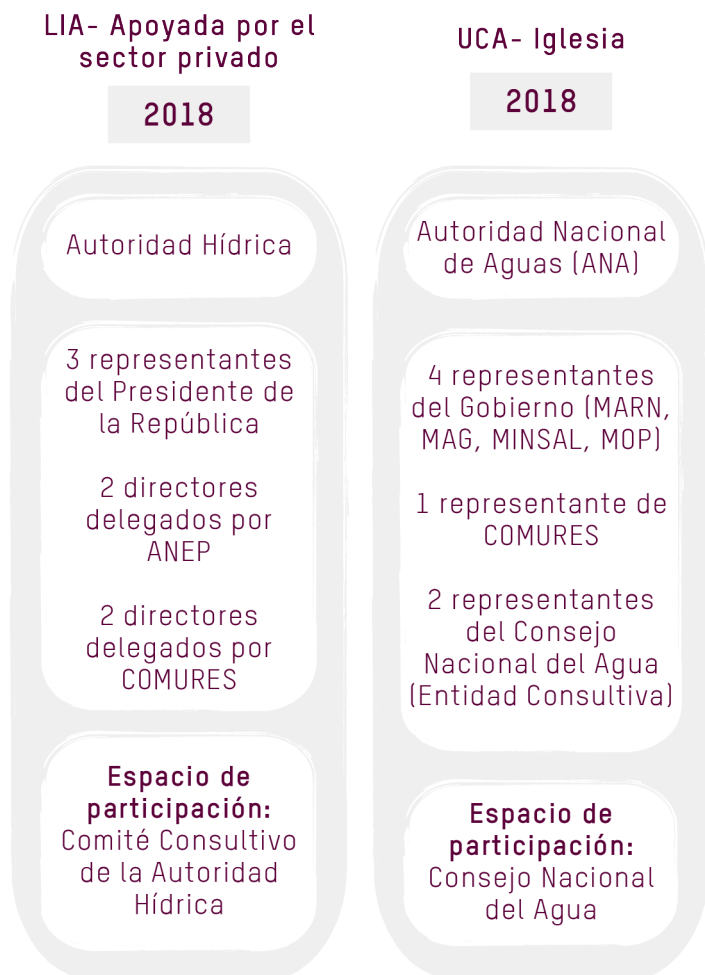 LIA- Apoyada por el
sector privado
2018
Autoridad Hídrica
3 representantes
del Presidente de
la República
2 directores
delegados por
ANEP
2 directores
delegados por
COMURES
Espacio de
participación:
Comité Consultivo
de la Autoridad
Hídrica
UCA- Iglesia
2018
Autoridad Nacional
de Aguas (ANA)
4 representantes
del Gobierno (MARN,
MAG, MINSAL, MOP)
1 representante de
COMURES
2 representantes
del Consejo
Nacional del Agua
(Entidad Consultiva)
Espacio de
participación:
Consejo Nacional
del Agua